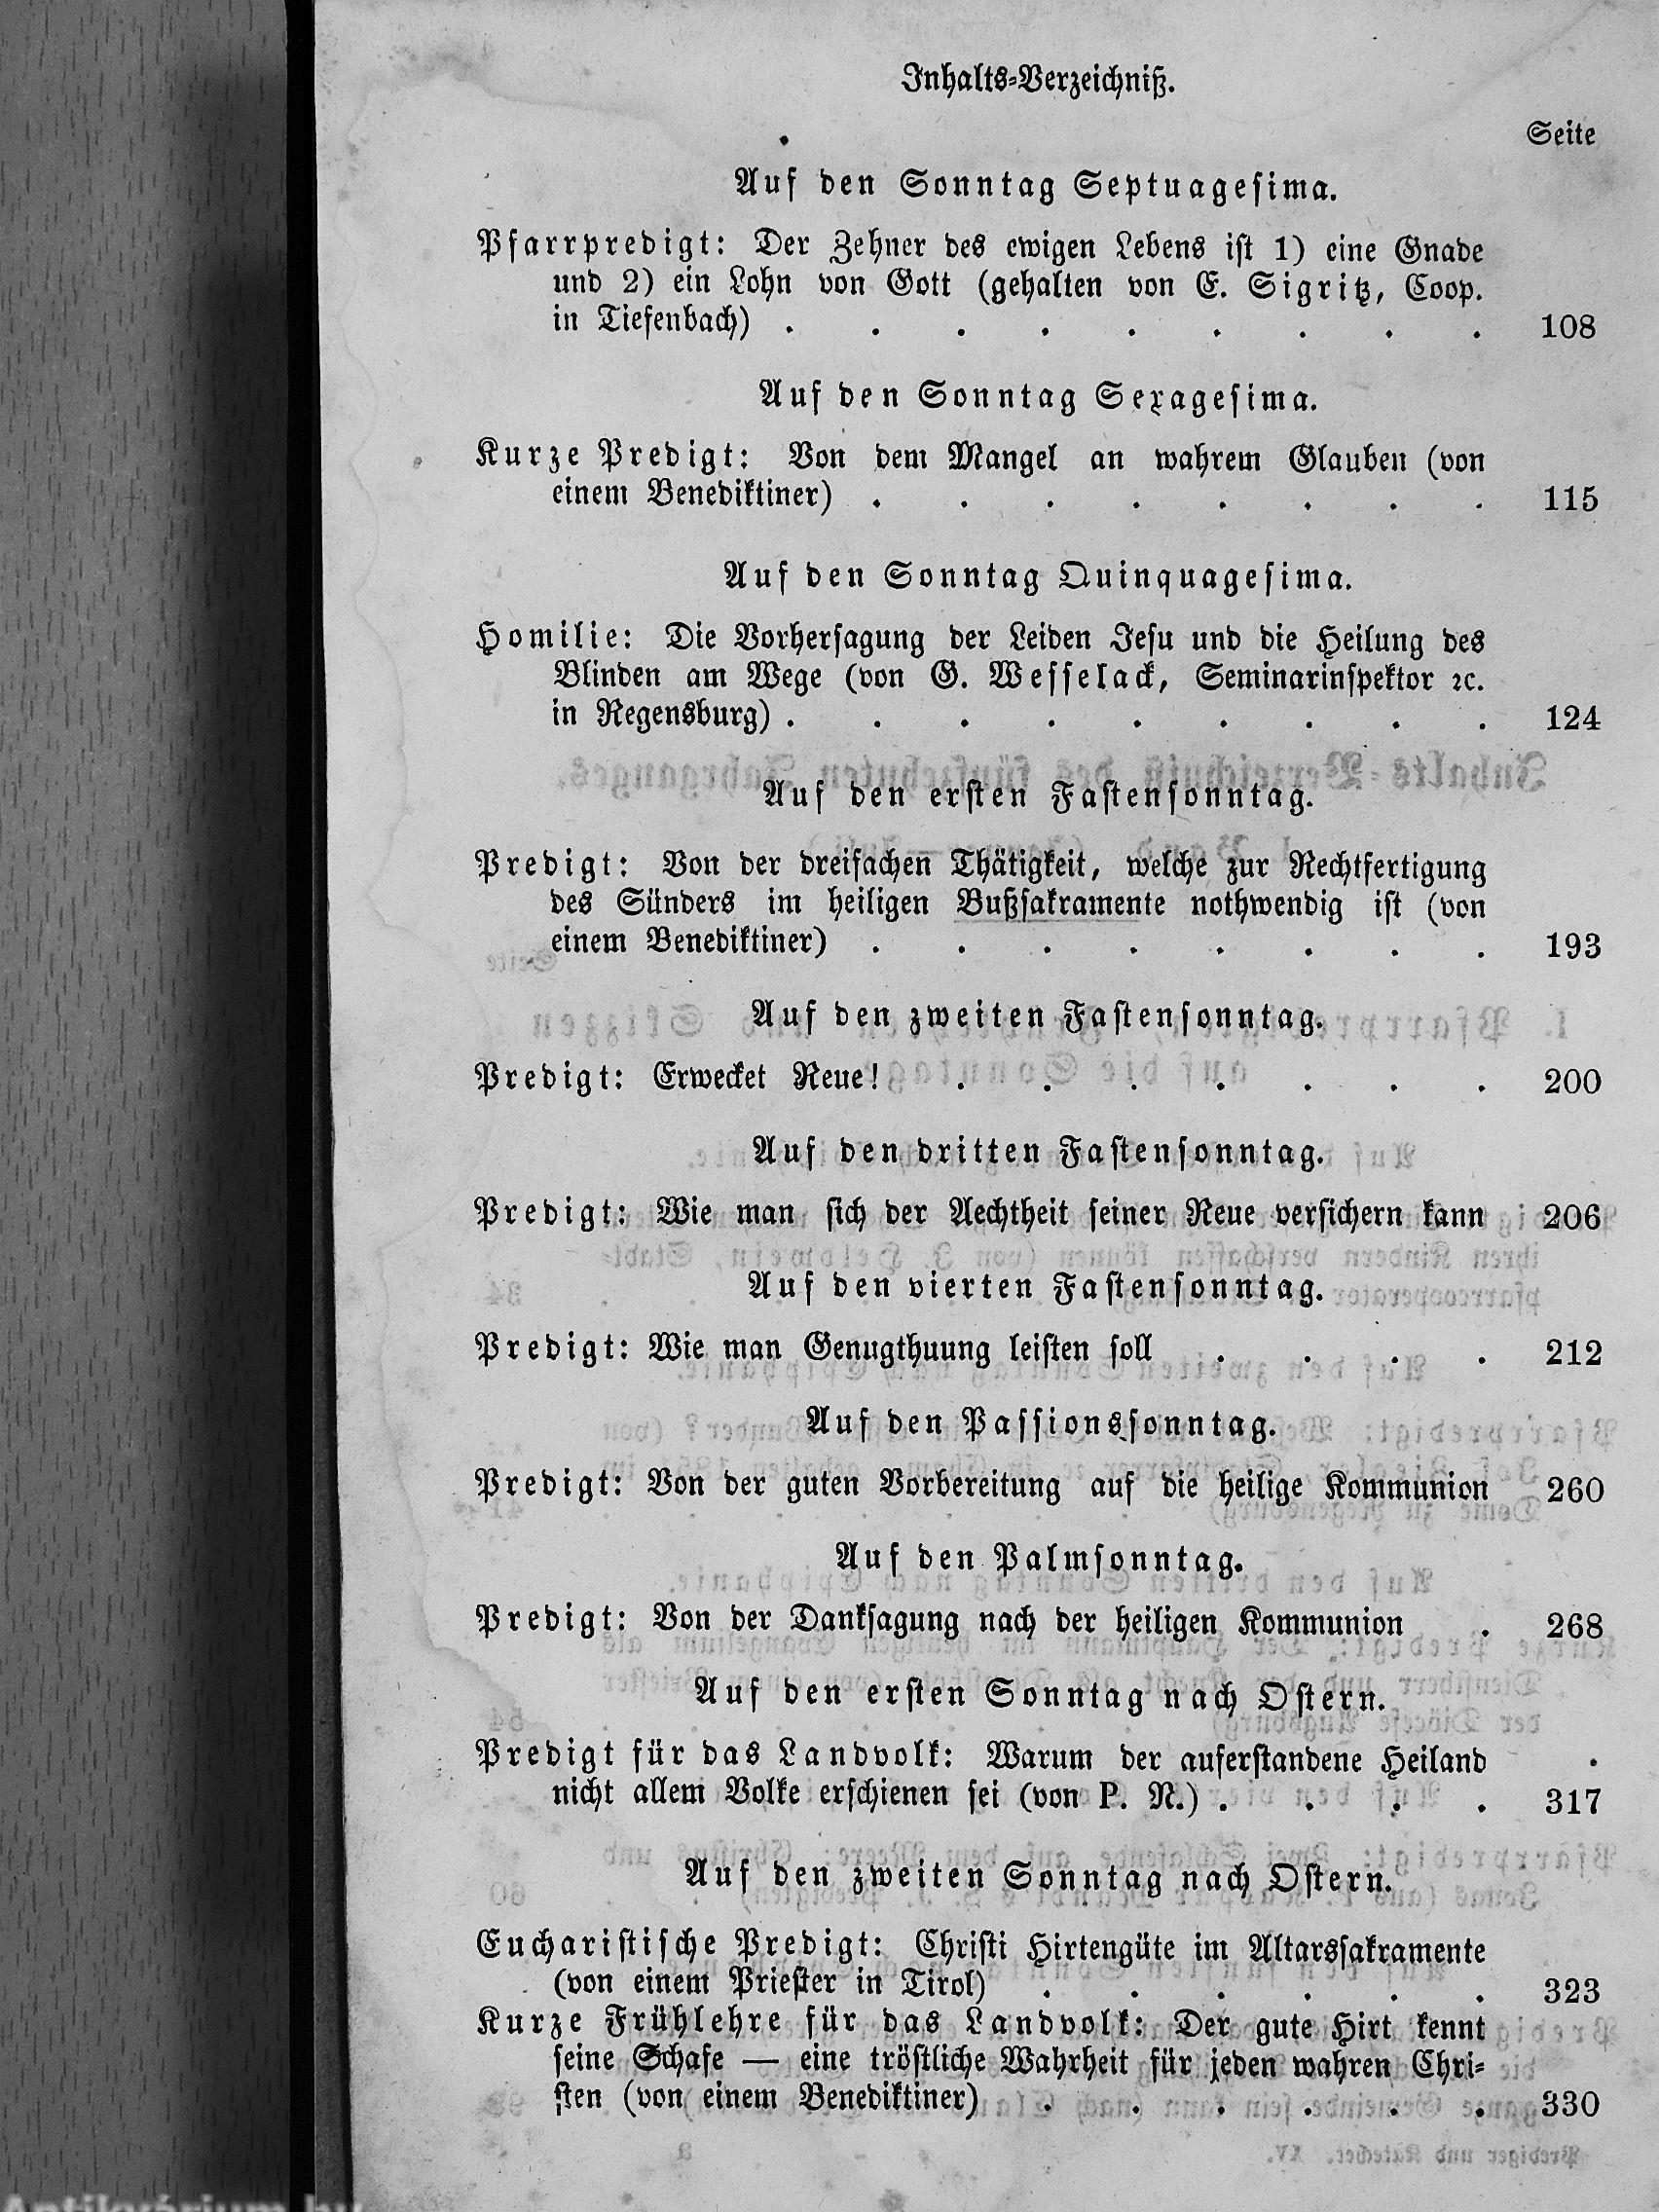 Inhalts-Verzeichniß.
Seite
Auf den Sonntag Septuagesima.
Pfarrpredigt: Der Zehner des ewigen Lebens ist 1) eine Gnade
und 2) ein Lohn von Gott (gehalten von E. Sigritz, Coop.
in Tiefenbach) . . . . . . . . . 108
Auf den Sonntag Sexagesima.
Kurze Predigt: Von dem Mangel an wahrem Glauben (von
einem Benediktiner) . . . . . . . . 115
Auf den Sonntag Quinquagesima.
Homilie: Die Vorhersagung der Leiden Jesu und die Heilung des
Blinden am Wege (von G. Wesselack, Seminarinspektor ꝛc.
in Regensburg) . . . . . . . . . 124
Auf den ersten Fastensonntag.
Predigt: Von der dreifachen Thätigkeit, welche zur Rechtfertigung
des Sünders im heiligen Bußsakramente nothwendig ist (von
einem Benediktiner) . . . . . . . . 193
Auf den zweiten Fastensonntag.
Predigt: Erwecket Reue! . . . . . . . 200
Auf den dritten Fastensonntag.
Predigt: Wie man sich der Aechtheit seiner Reue versichern kann 206
Auf den vierten Fastensonntag.
Predigt: Wie man Genugthuung leisten soll . . . . 212
Auf den Passionssonntag.
Predigt: Von der guten Vorbereitung auf die heilige Kommunion 260
Auf den Palmsonntag.
Predigt: Von der Danksagung nach der heiligen Kommunion . 268
Auf den ersten Sonntag nach Ostern.
Predigt für das Landvolk: Warum der auferstandene Heiland
nicht allem Volke erschienen sei (von P. N.) . . . . 317
Auf den zweiten Sonntag nach Ostern.
Eucharistische Predigt: Christi Hirtengüte im Altarssakramente
(von einem Priester in Tirol) . . . . . . 323
Kurze Frühlehre für das Landvolk: Der gute Hirt kennt
seine Schafe — eine tröstliche Wahrheit für jeden wahren Chri-
sten (von einem Benediktiner) . . . . . . 330